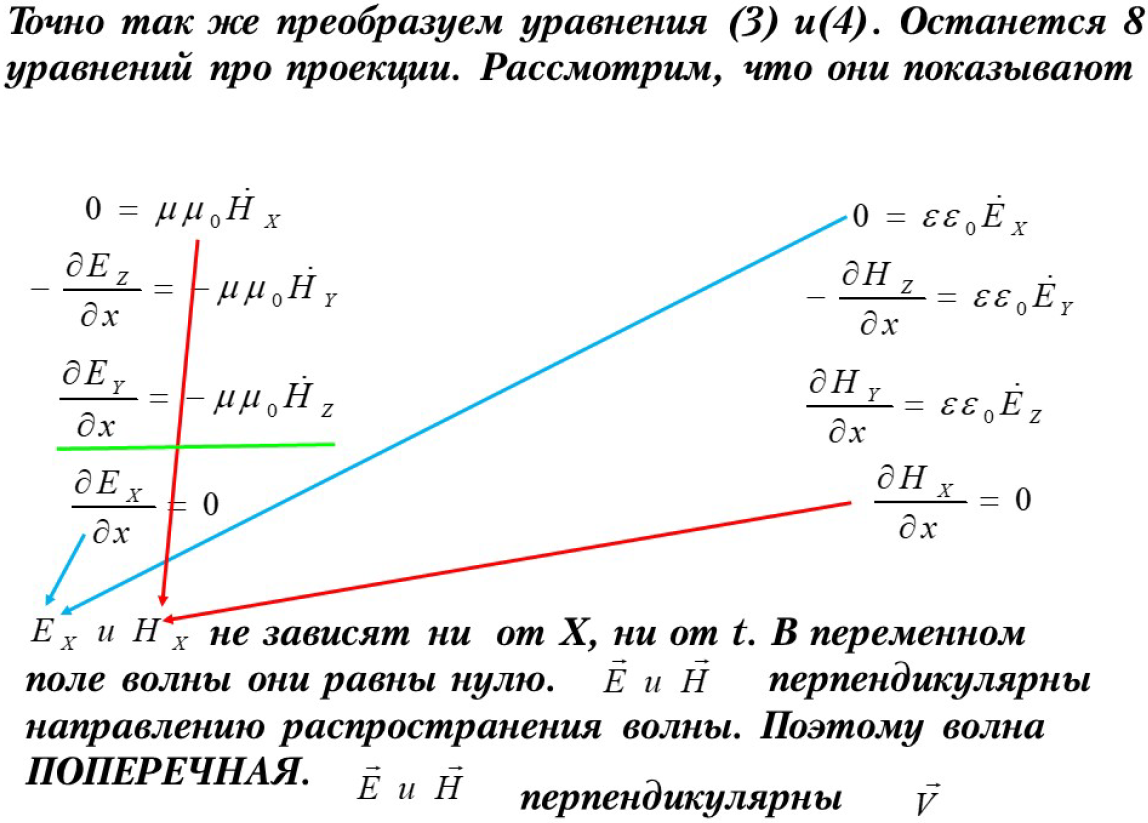 Точно так же преобразуем уравнения (3) и(4). Останется 8
уравнений про проекции. Рассмотрим, что они показывают
0 = μμ₀Ḣ_X
0 = εε₀Ė_X
− ∂E_Z/∂x = − μμ₀Ḣ_Y
− ∂H_Z/∂x = εε₀Ė_Y
∂E_Y/∂x = − μμ₀Ḣ_Z
∂H_Y/∂x = εε₀Ė_Z
∂E_X/∂x = 0
∂H_X/∂x = 0
E_X и H_X не зависят ни от X, ни от t. В переменном
поле волны они равны нулю. E⃗ и H⃗ перпендикулярны
направлению распространения волны. Поэтому волна
ПОПЕРЕЧНАЯ. E⃗ и H⃗ перпендикулярны V⃗